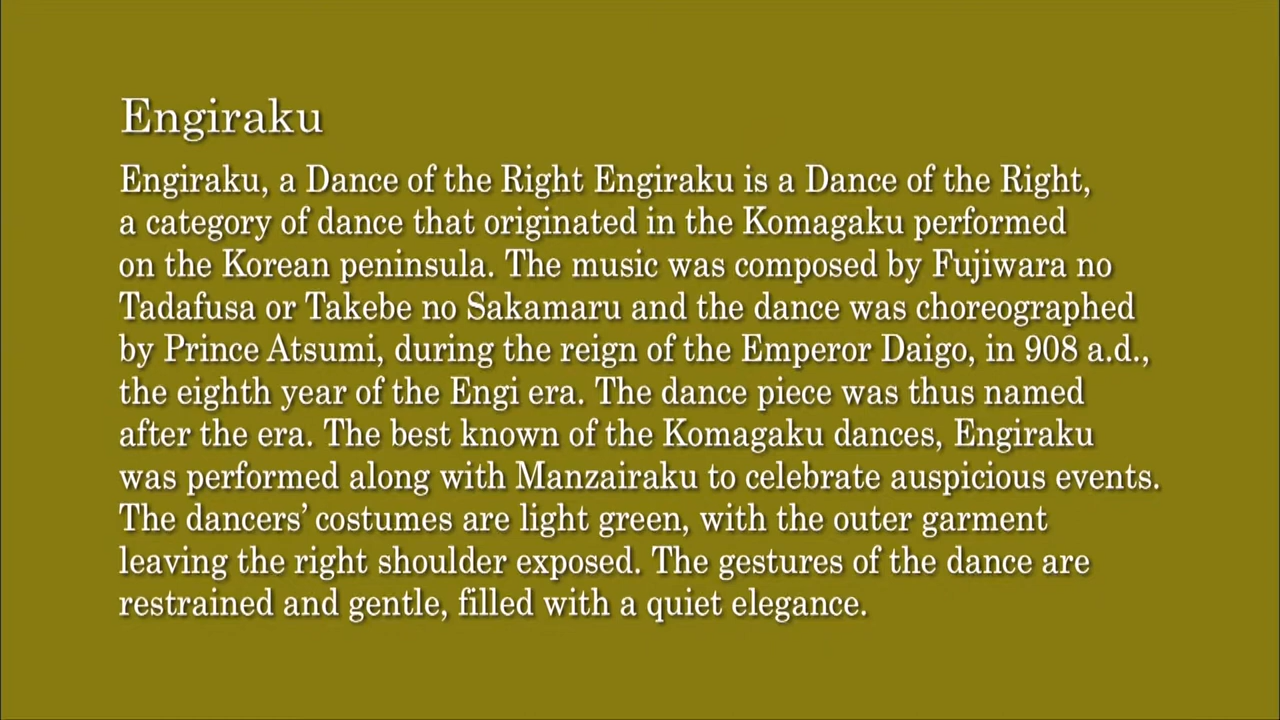 Engiraku
Engiraku, a Dance of the Right Engiraku is a Dance of the Right,
a category of dance that originated in the Komagaku performed
on the Korean peninsula. The music was composed by Fujiwara no
Tadafusa or Takebe no Sakamaru and the dance was choreographed
by Prince Atsumi, during the reign of the Emperor Daigo, in 908 a.d.,
the eighth year of the Engi era. The dance piece was thus named
after the era. The best known of the Komagaku dances, Engiraku
was performed along with Manzairaku to celebrate auspicious events.
The dancers’ costumes are light green, with the outer garment
leaving the right shoulder exposed. The gestures of the dance are
restrained and gentle, filled with a quiet elegance.